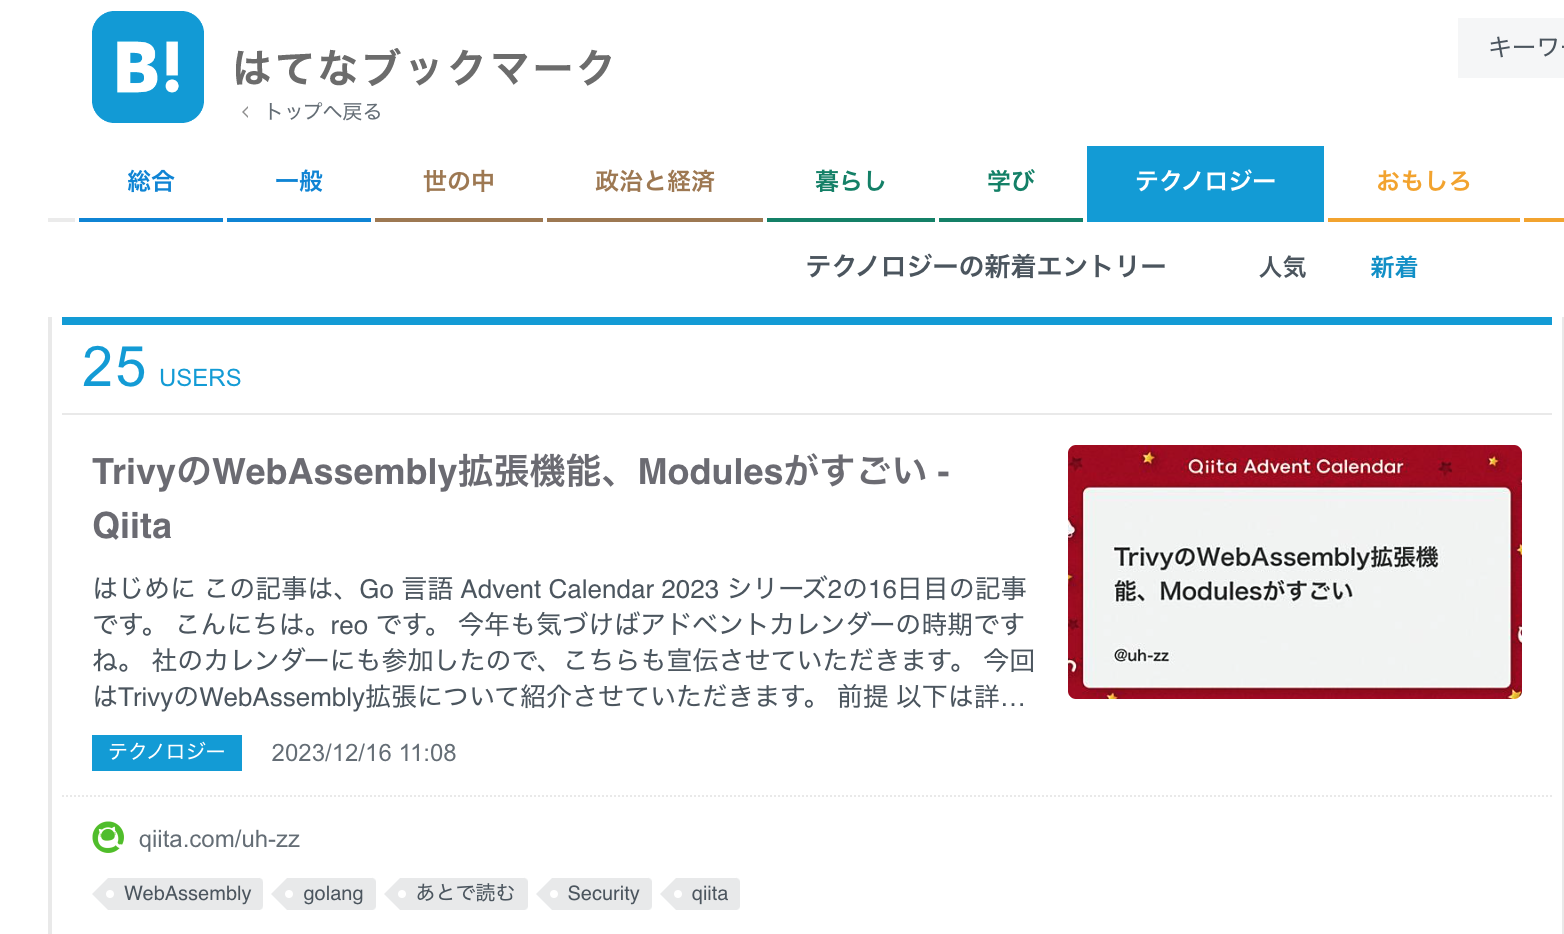 B!
はてなブックマーク
トップへ戻る
キーワ
総合 一般 世の中 政治と経済 暮らし 学び テクノロジー おもしろ
テクノロジーの新着エントリー 人気 新着
25 USERS
TrivyのWebAssembly拡張機能、Modulesがすごい -
Qiita
はじめに この記事は、Go 言語 Advent Calendar 2023 シリーズ2の16日目の記事
です。 こんにちは。reo です。 今年も気づけばアドベントカレンダーの時期です
ね。 社のカレンダーにも参加したので、こちらも宣伝させていただきます。 今回
はTrivyのWebAssembly拡張について紹介させていただきます。 前提 以下は詳…
Qiita Advent Calendar
TrivyのWebAssembly拡張機
能、Modulesがすごい
@uh-zz
テクノロジー 2023/12/16 11:08
qiita.com/uh-zz
WebAssembly golang あとで読む Security qiita